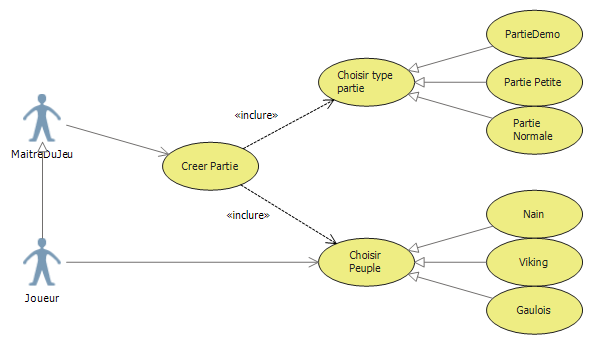 PartieDemo
Choisir type
partie
Partie Petite
Partie
Normale
«inclure»
MaitreDuJeu
Creer Partie
«inclure»
Nain
Choisir
Peuple
Viking
Gaulois
Joueur